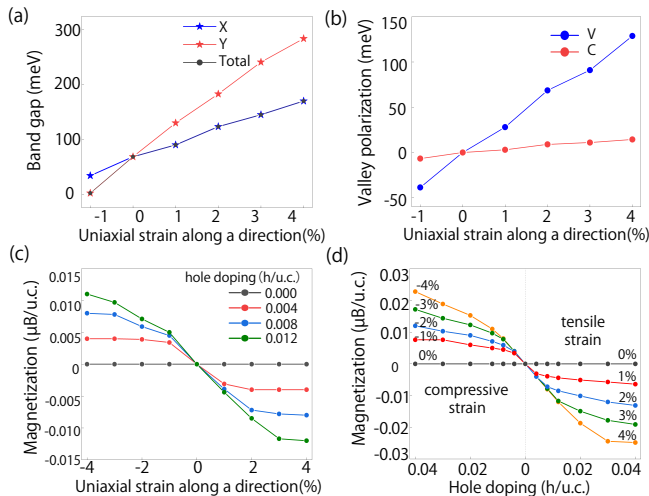 (a)
X
Y
Total
300
200
100
0
Band gap (meV)
-1 0 1 2 3 4
Uniaxial strain along a direction(%)
(b)
V
C
150
100
50
0
-50
Valley polarization (meV)
-1 0 1 2 3 4
Uniaxial strain along a direction(%)
(c)
hole doping (h/u.c.)
0.000
0.004
0.008
0.012
0.015
0.010
0.005
0
-0.005
-0.010
-0.015
Magnetization (μB/u.c.)
-4 -2 0 2 4
Uniaxial strain along a direction(%)
(d)
0.03
0.02
0.01
0
-0.01
-0.02
-0.03
Magnetization (μB/u.c.)
-4%
-3%
-2%
-1%
0%
compressive
strain
tensile
strain
0%
1%
2%
3%
4%
0.04 0.02 0.00 0.02 0.04
Hole doping (h/u.c.)